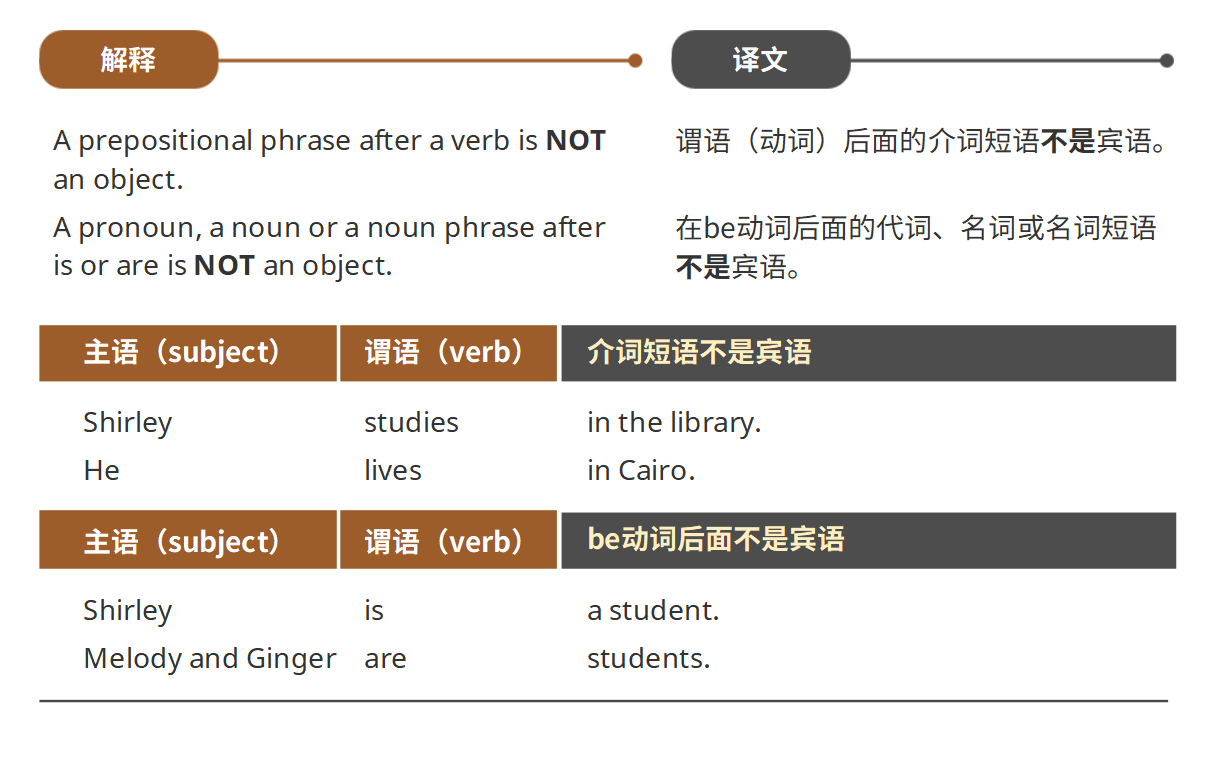 解释
A prepositional phrase after a verb is NOT
an object.
A pronoun, a noun or a noun phrase after
is or are is NOT an object.
译文
谓语（动词）后面的介词短语不是宾语。
在be动词后面的代词、名词或名词短语
不是宾语。
主语（subject） 谓语（verb） 介词短语不是宾语
Shirley studies in the library.
He lives in Cairo.
主语（subject） 谓语（verb） be动词后面不是宾语
Shirley is a student.
Melody and Ginger are students.